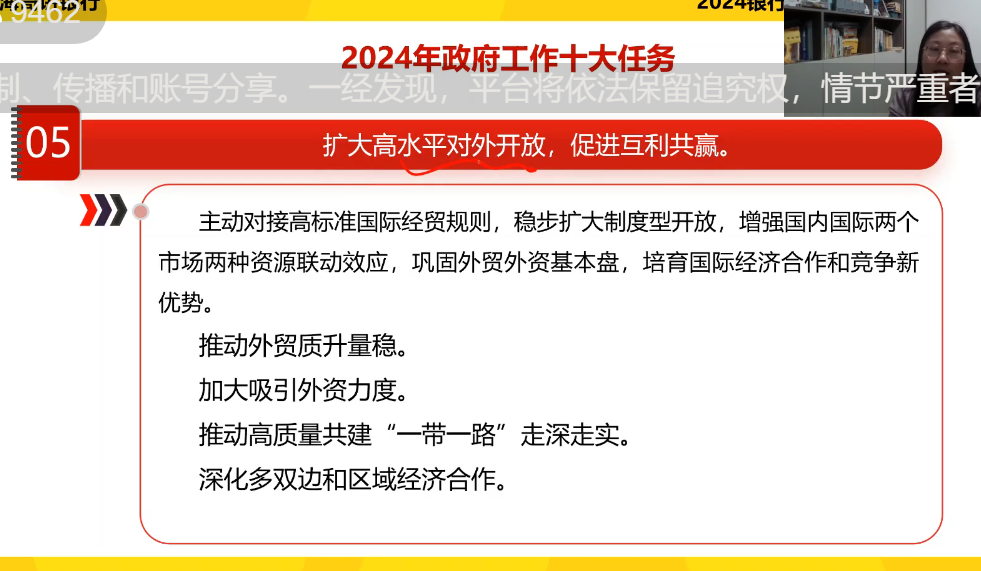 9462
2024银行
2024年政府工作十大任务
制、传播和账号分享。一经发现，平台将依法保留追究权，情节严重者
05
扩大高水平对外开放，促进互利共赢。
主动对接高标准国际经贸规则，稳步扩大制度型开放，增强国内国际两个
市场两种资源联动效应，巩固外贸外资基本盘，培育国际经济合作和竞争新
优势。
推动外贸质升量稳。
加大吸引外资力度。
推动高质量共建“一带一路”走深走实。
深化多双边和区域经济合作。